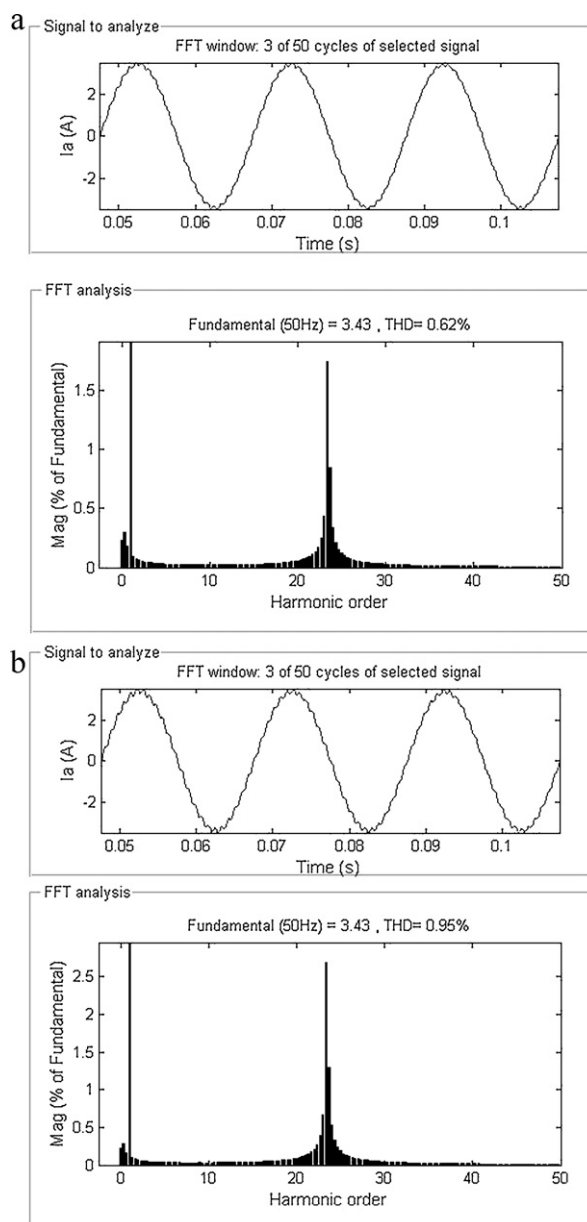 a
Signal to analyze
FFT window: 3 of 50 cycles of selected signal
Ia (A)
2
0
-2
0.05 0.06 0.07 0.08 0.09 0.1
Time (s)
FFT analysis
Fundamental (50Hz) = 3.43 , THD= 0.62%
Mag (% of Fundamental)
1.5
1
0.5
0
0 10 20 30 40 50
Harmonic order
b
Signal to analyze
FFT window: 3 of 50 cycles of selected signal
Ia (A)
2
0
-2
0.05 0.06 0.07 0.08 0.09 0.1
Time (s)
FFT analysis
Fundamental (50Hz) = 3.43 , THD= 0.95%
Mag (% of Fundamental)
2.5
2
1.5
1
0.5
0
0 10 20 30 40 50
Harmonic order